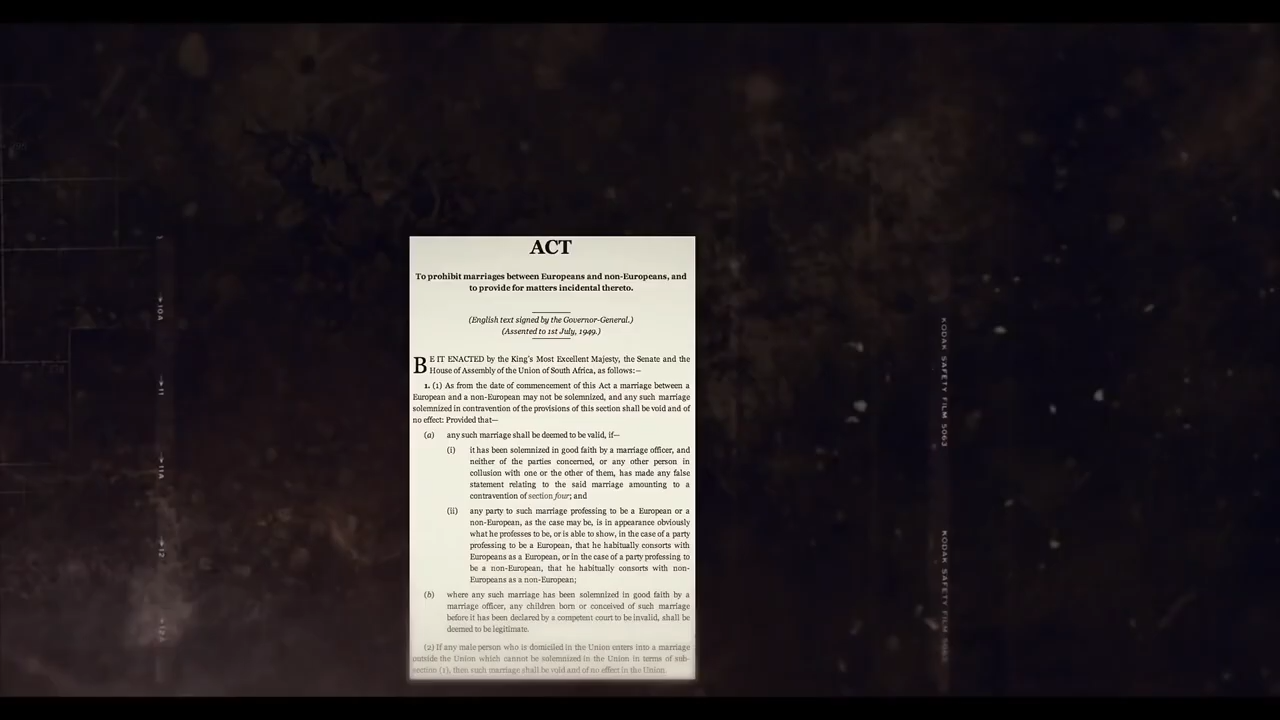 ACT
To prohibit marriages between Europeans and non-Europeans, and
to provide for matters incidental thereto.
(English text signed by the Governor-General.)
(Assented to 1st July, 1949.)
BE IT ENACTED by the King's Most Excellent Majesty, the Senate and the
House of Assembly of the Union of South Africa, as follows:—
1. (1) As from the date of commencement of this Act a marriage between a
European and a non-European may not be solemnized, and any such marriage
solemnized in contravention of the provisions of this section shall be void and of
no effect: Provided that—
(a) any such marriage shall be deemed to be valid, if—
(i) it has been solemnized in good faith by a marriage officer, and
neither of the parties concerned, or any other person in
collusion with one or the other of them, has made any false
statement relating to the said marriage amounting to a
contravention of section four; and
(ii) any party to such marriage professing to be a European or a
non-European, as the case may be, is in appearance obviously
what he professes to be, or is able to show, in the case of a party
professing to be a European, that he habitually consorts with
Europeans as a European, or in the case of a party professing to
be a non-European, that he habitually consorts with non-
Europeans as a non-European;
(b) where any such marriage has been solemnized in good faith by a
marriage officer, any children born or conceived of such marriage
before it has been declared by a competent court to be invalid, shall be
deemed to be legitimate.
(2) If any male person who is domiciled in the Union enters into a marriage
outside the Union which cannot be solemnized in the Union in terms of sub-
section (1), then such marriage shall be void and of no effect in the Union.
10A
11
11A
12
12A
KODAK SAFETY FILM 5063
KODAK SAFETY FILM